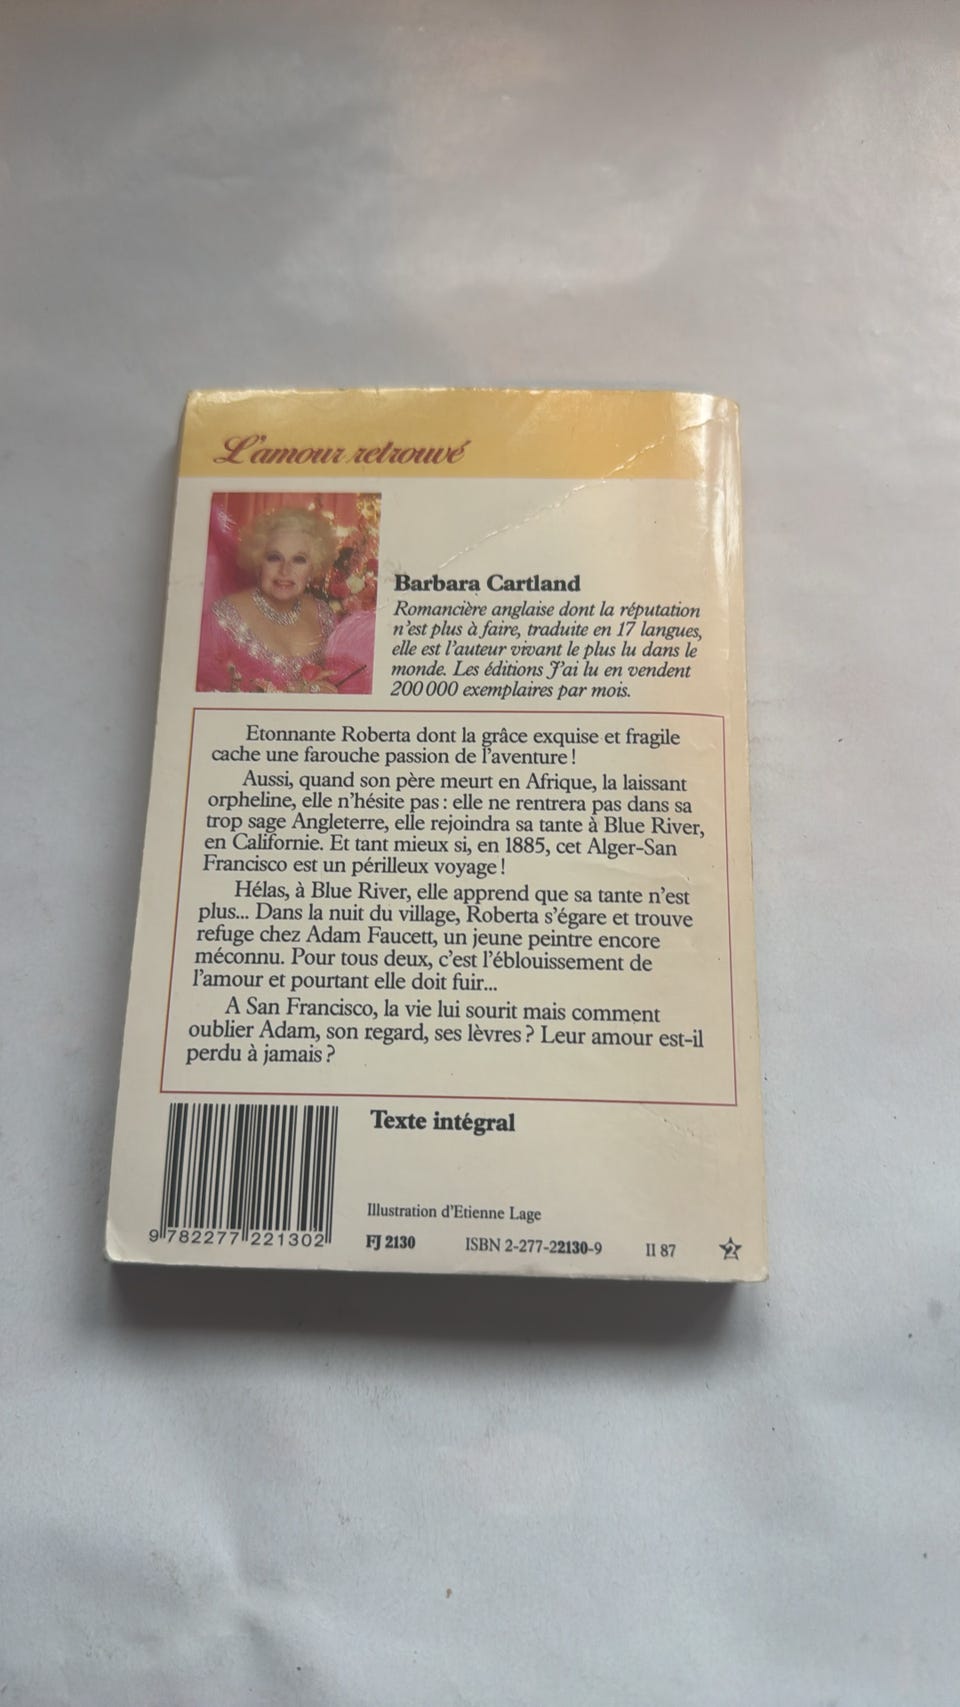 L'amour retrouvé
Barbara Cartland
Romancière anglaise dont la réputation
n'est plus à faire, traduite en 17 langues,
elle est l'auteur vivant le plus lu dans le
monde. Les éditions J'ai lu en vendent
200 000 exemplaires par mois.
Etonnante Roberta dont la grâce exquise et fragile
cache une farouche passion de l'aventure !
Aussi, quand son père meurt en Afrique, la laissant
orpheline, elle n'hésite pas : elle ne rentrera pas dans sa
trop sage Angleterre, elle rejoindra sa tante à Blue River,
en Californie. Et tant mieux si, en 1885, cet Alger-San
Francisco est un périlleux voyage !
Hélas, à Blue River, elle apprend que sa tante n'est
plus... Dans la nuit du village, Roberta s'égare et trouve
refuge chez Adam Faucett, un jeune peintre encore
méconnu. Pour tous deux, c'est l'éblouissement de
l'amour et pourtant elle doit fuir...
A San Francisco, la vie lui sourit mais comment
oublier Adam, son regard, ses lèvres ? Leur amour est-il
perdu à jamais ?
Texte intégral
Illustration d'Etienne Lage
9 782277 221302
FJ 2130 ISBN 2-277-22130-9 II 87 2